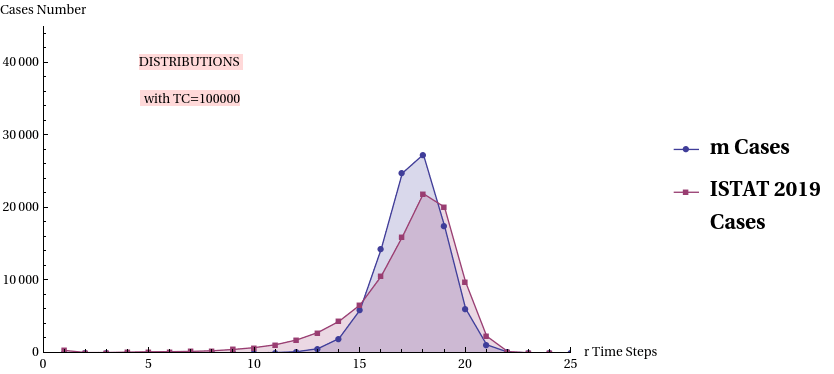 Cases Number
40 000
DISTRIBUTIONS
with TC=100000
30 000
m Cases
ISTAT 2019
Cases
20 000
10 000
0
r Time Steps
0 5 10 15 20 25